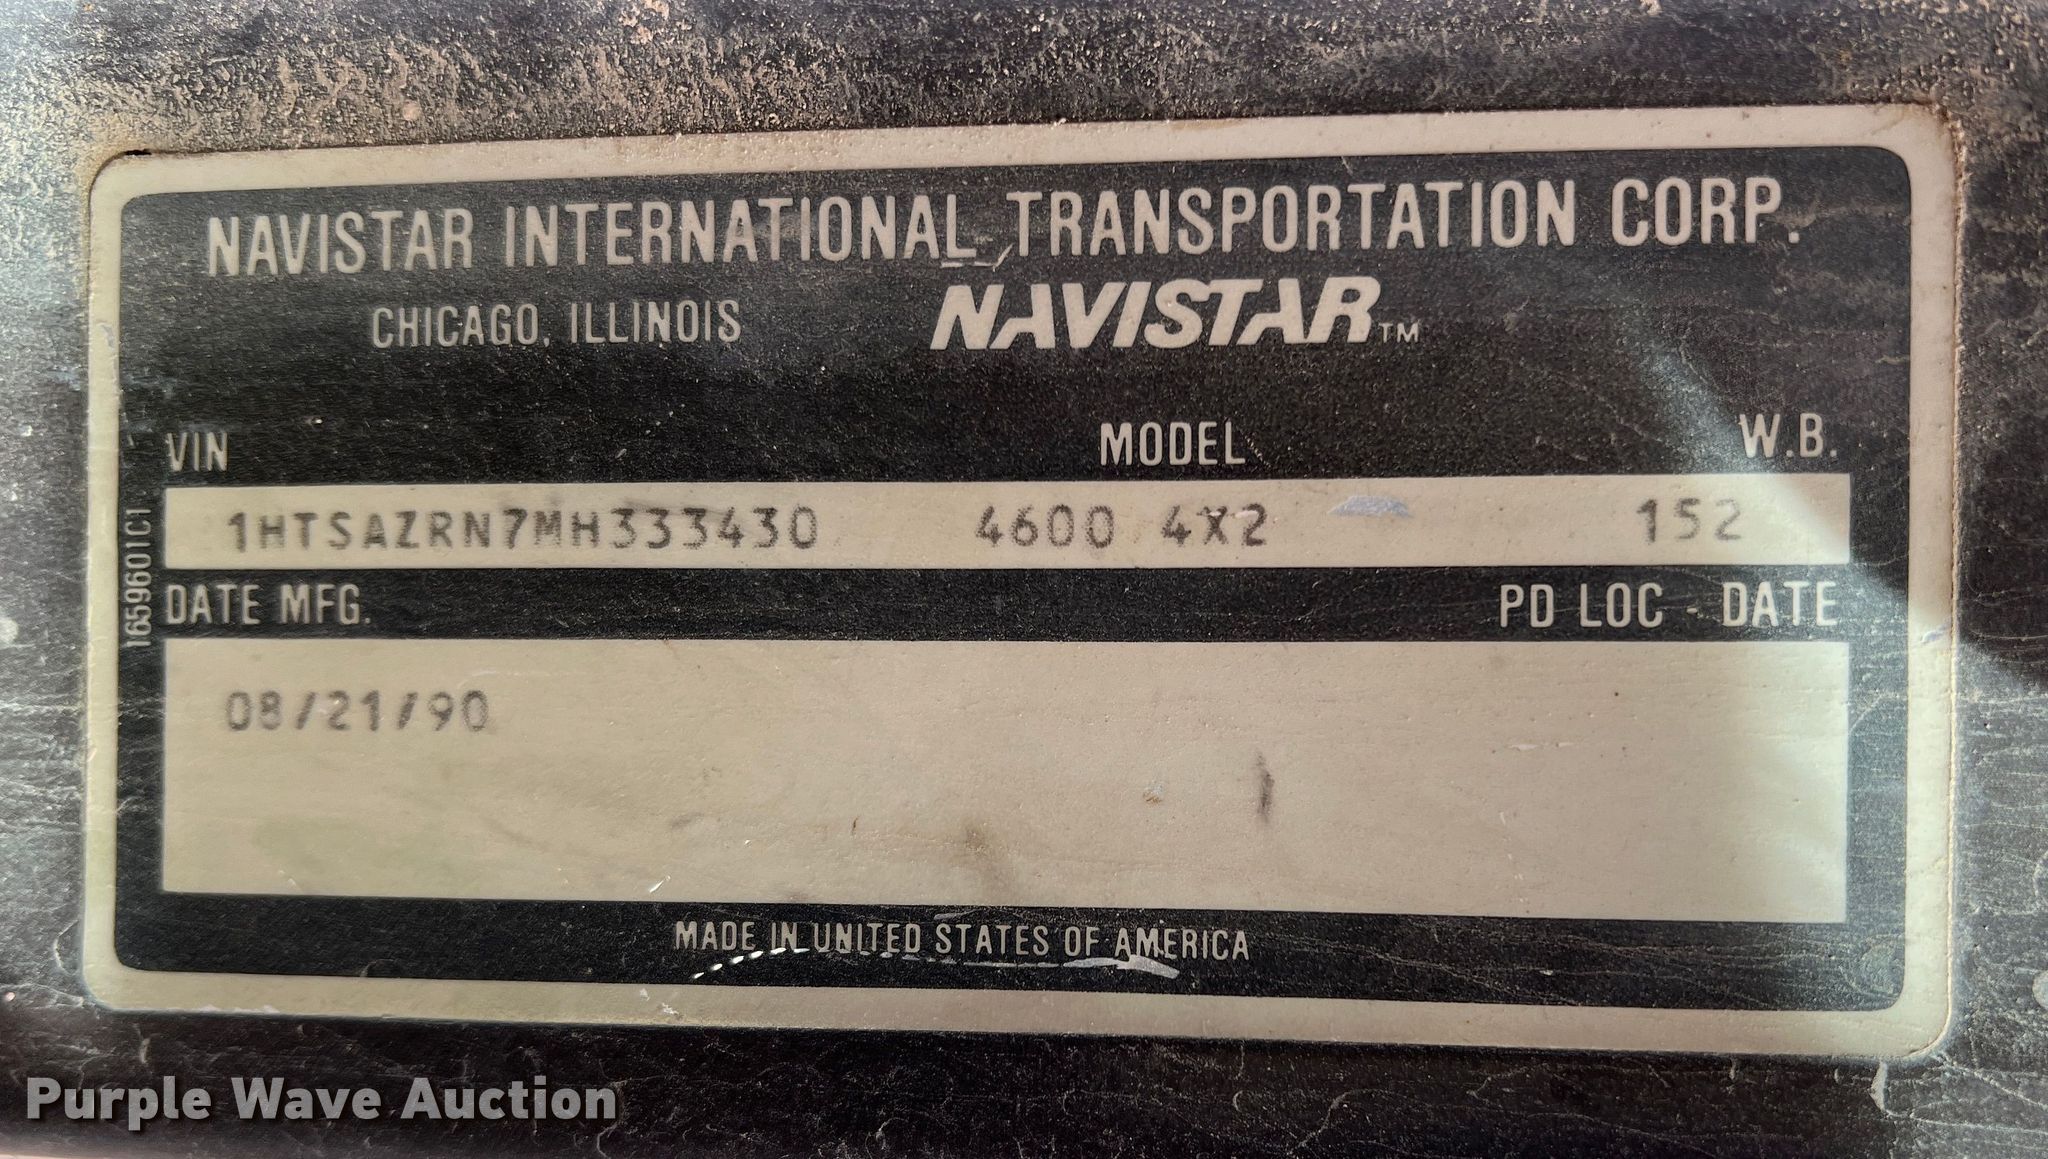 NAVISTAR INTERNATIONAL TRANSPORTATION CORP.
CHICAGO, ILLINOIS NAVISTAR™
VIN MODEL W.B.
1HTSAZRN7MH333430 4600 4X2 152
DATE MFG. PD LOC - DATE
08/21/90
MADE IN UNITED STATES OF AMERICA
1659601C1
Purple Wave Auction